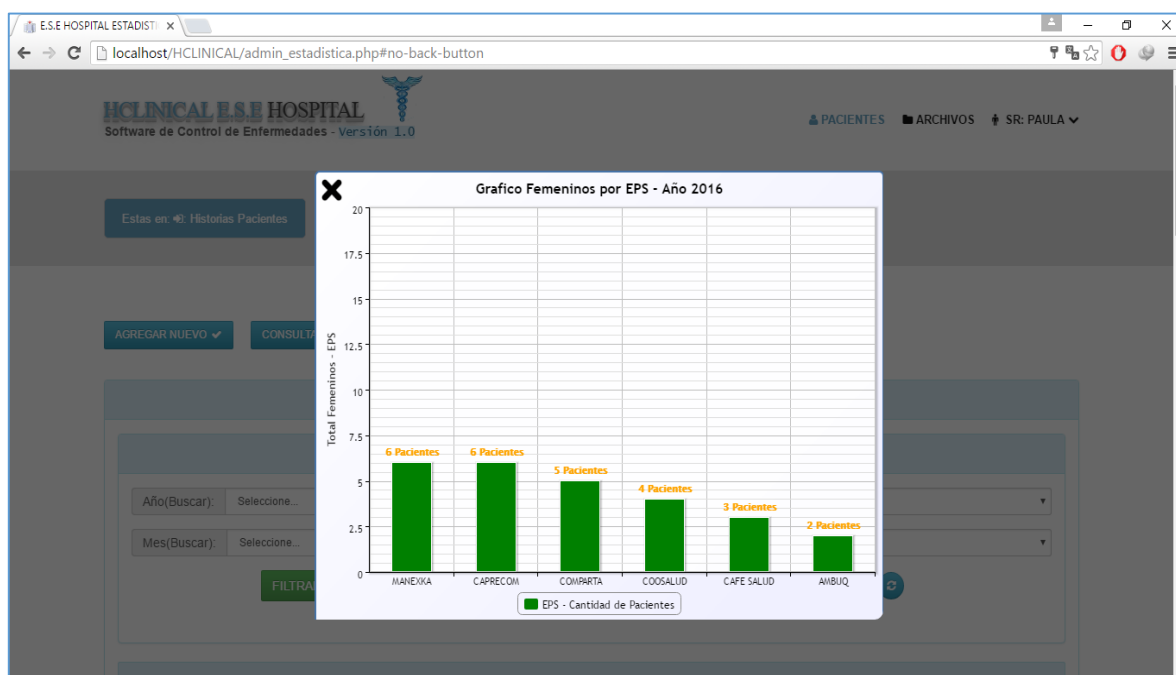 E.S.E HOSPITAL ESTADISTI
localhost/HCLINICAL/admin_estadistica.php#no-back-button
HCLINICAL E.S.E HOSPITAL
Software de Control de Enfermedades - Versión 1.0
PACIENTES ARCHIVOS SR: PAULA
Estas en: : Historias Pacientes
AGREGAR NUEVO
CONSULTA
Año(Buscar): Seleccione...
Mes(Buscar): Seleccione...
FILTRA
Grafico Femeninos por EPS - Año 2016
Total Femeninos - EPS
20
17.5
15
12.5
10
7.5
5
2.5
0
6 Pacientes
6 Pacientes
5 Pacientes
4 Pacientes
3 Pacientes
2 Pacientes
MANEXKA CAPRECOM COMPARTA COOSALUD CAFE SALUD AMBUQ
EPS - Cantidad de Pacientes